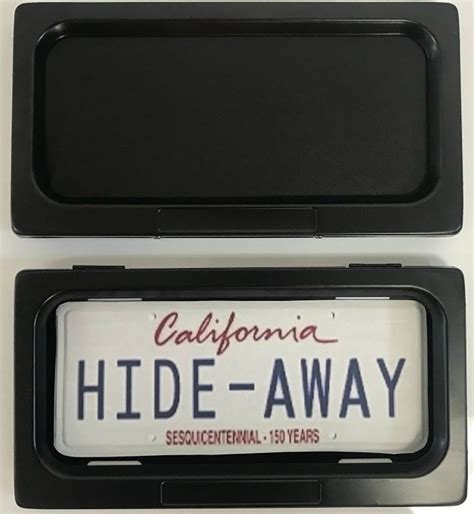 California
HIDE-AWAY
SESQUICENTENNIAL - 150 YEARS